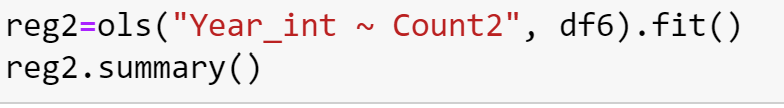 reg2=ols("Year_int ~ Count2", df6).fit()
reg2.summary()